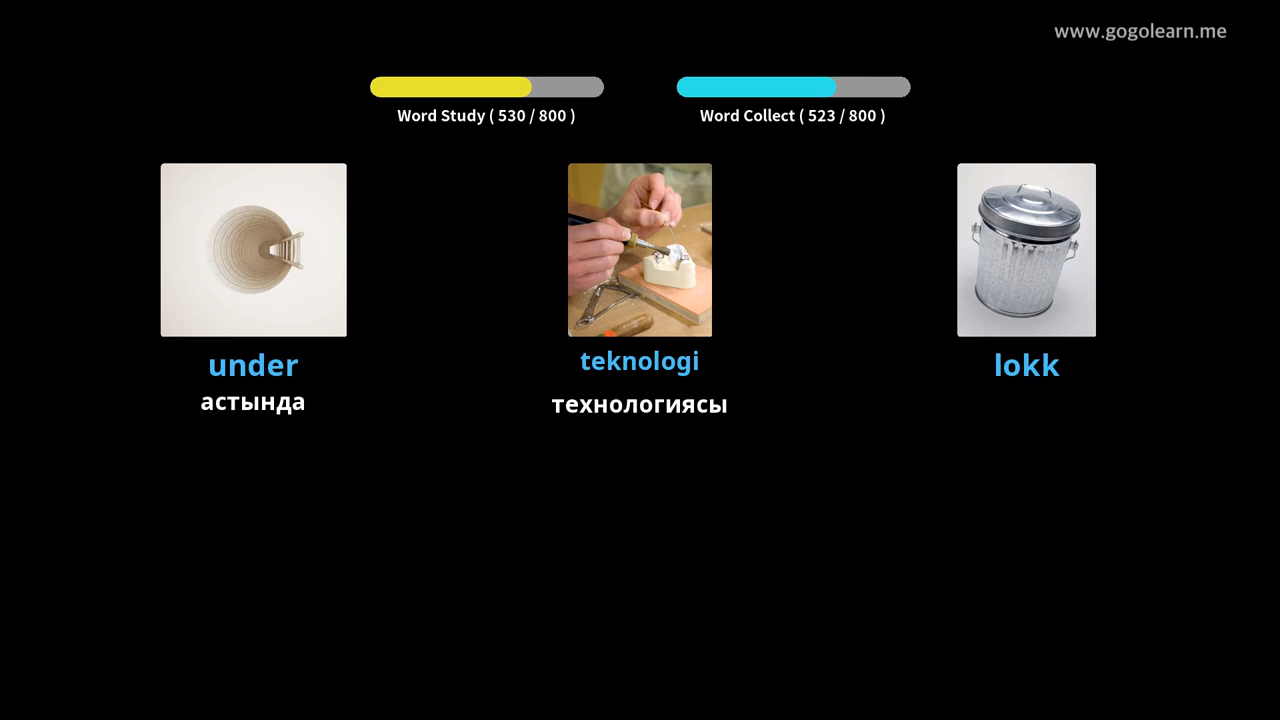 www.gogolearn.me
Word Study ( 530 / 800 )
Word Collect ( 523 / 800 )
under
teknologi
lokk
астында
технологиясы